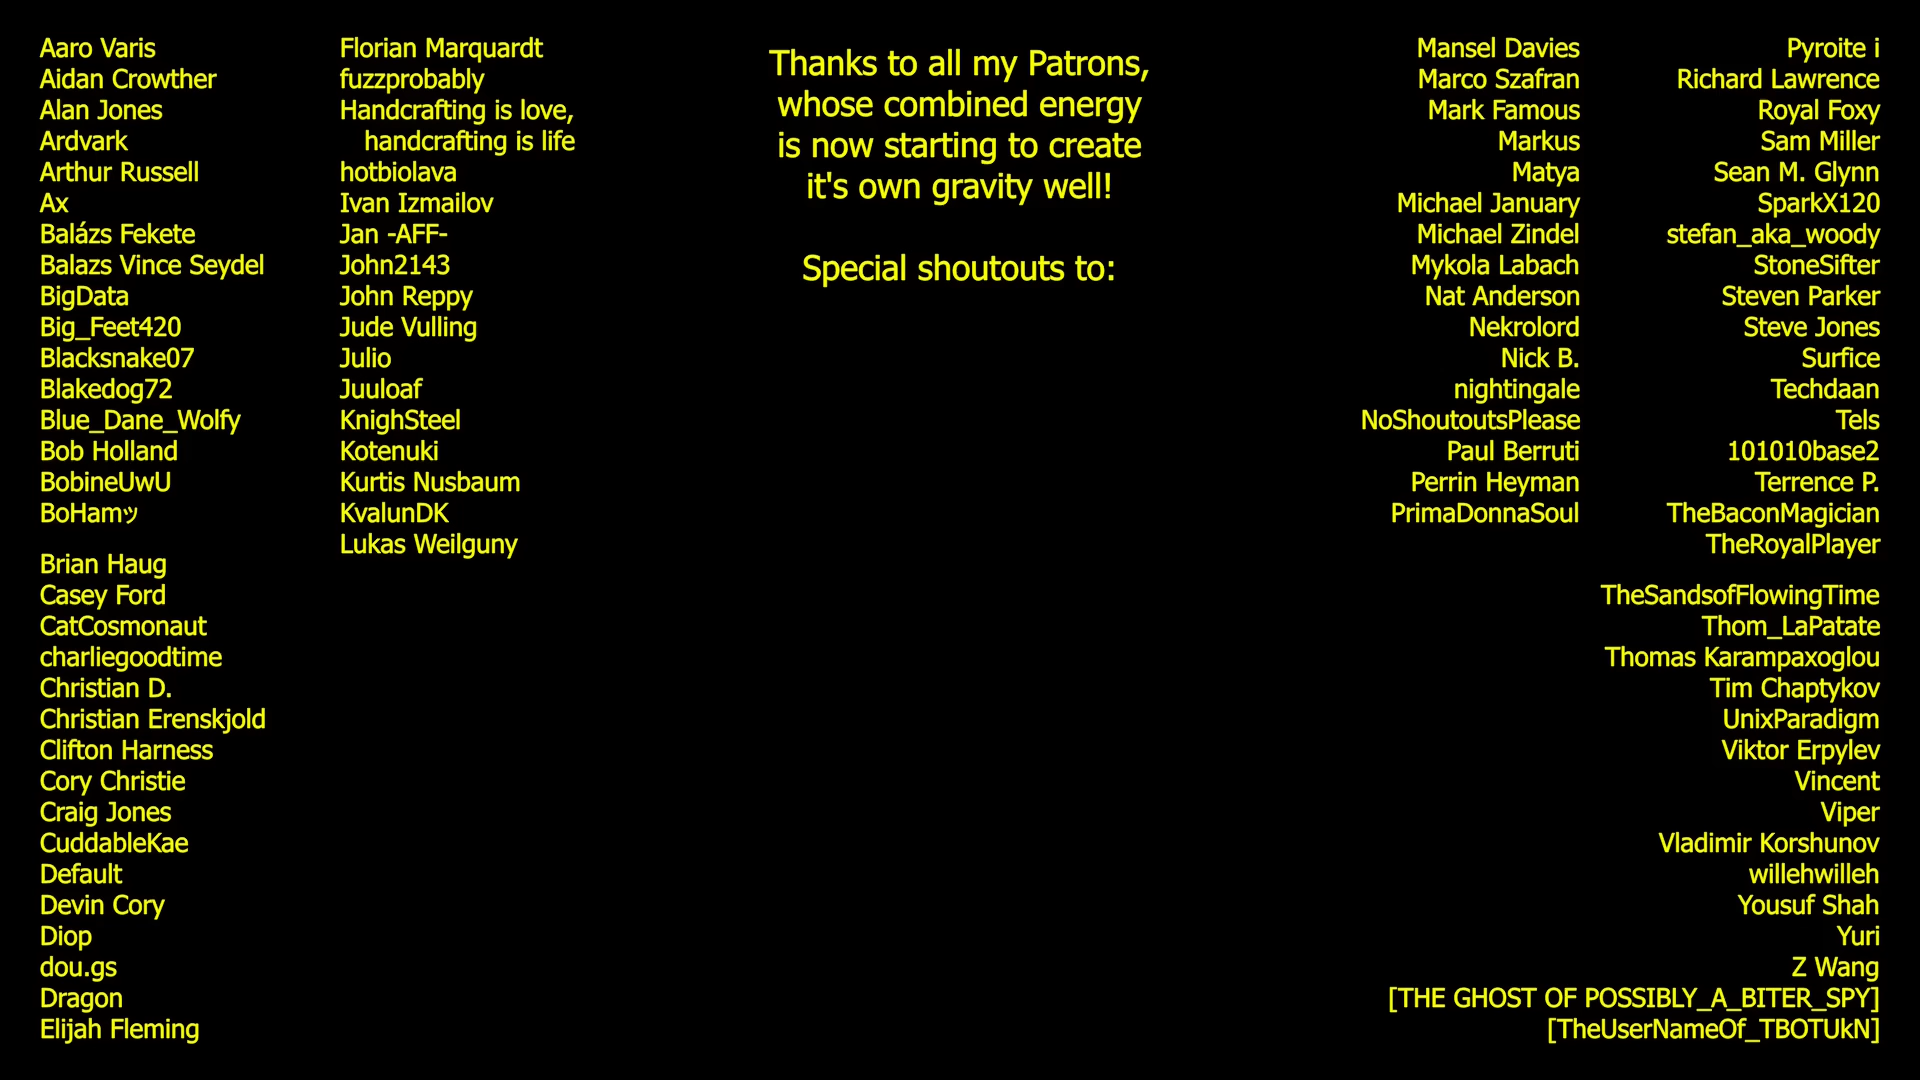 Aaro Varis
Aidan Crowther
Alan Jones
Ardvark
Arthur Russell
Ax
Balázs Fekete
Balazs Vince Seydel
BigData
Big_Feet420
Blacksnake07
Blakedog72
Blue_Dane_Wolfy
Bob Holland
BobineUwU
BoHamッ
Brian Haug
Casey Ford
CatCosmonaut
charliegoodtime
Christian D.
Christian Erenskjold
Clifton Harness
Cory Christie
Craig Jones
CuddableKae
Default
Devin Cory
Diop
dou.gs
Dragon
Elijah Fleming
Florian Marquardt
fuzzprobably
Handcrafting is love,
handcrafting is life
hotbiolava
Ivan Izmailov
Jan -AFF-
John2143
John Reppy
Jude Vulling
Julio
Juuloaf
KnighSteel
Kotenuki
Kurtis Nusbaum
KvalunDK
Lukas Weilguny
Thanks to all my Patrons,
whose combined energy
is now starting to create
it's own gravity well!
Special shoutouts to:
Mansel Davies
Marco Szafran
Mark Famous
Markus
Matya
Michael January
Michael Zindel
Mykola Labach
Nat Anderson
Nekrolord
Nick B.
nightingale
NoShoutoutsPlease
Paul Berruti
Perrin Heyman
PrimaDonnaSoul
Pyroite i
Richard Lawrence
Royal Foxy
Sam Miller
Sean M. Glynn
SparkX120
stefan_aka_woody
StoneSifter
Steven Parker
Steve Jones
Surfice
Techdaan
Tels
101010base2
Terrence P.
TheBaconMagician
TheRoyalPlayer
TheSandsofFlowingTime
Thom_LaPatate
Thomas Karampaxoglou
Tim Chaptykov
UnixParadigm
Viktor Erpylev
Vincent
Viper
Vladimir Korshunov
willehwilleh
Yousuf Shah
Yuri
Z Wang
[THE GHOST OF POSSIBLY_A_BITER_SPY]
[TheUserNameOf_TBOTUkN]